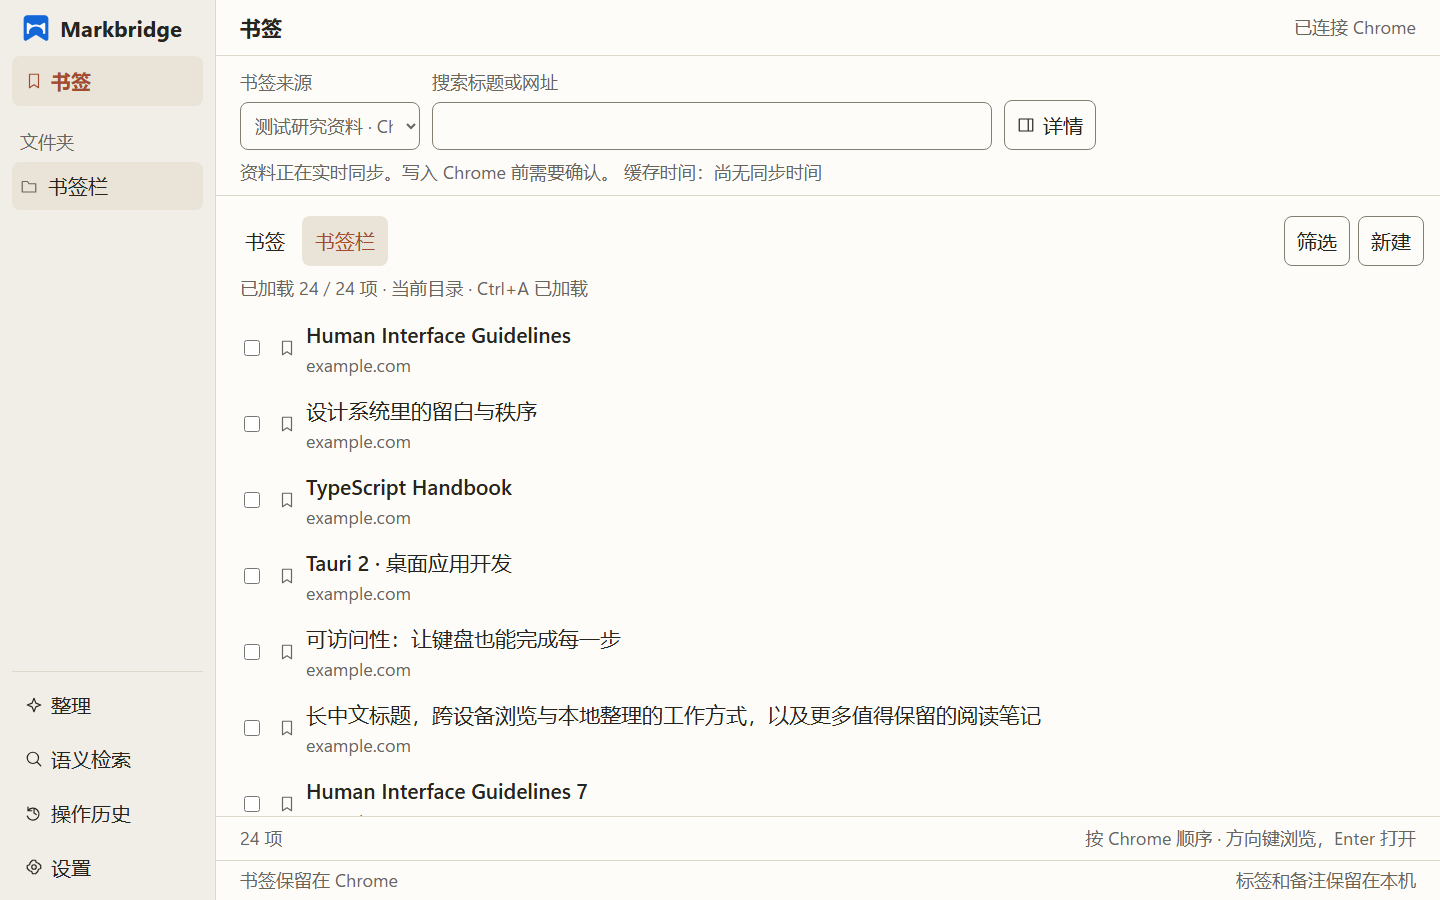 Markbridge
书签
文件夹
书签栏
整理
语义检索
操作历史
设置
书签
已连接 Chrome
书签来源
搜索标题或网址
测试研究资料 · Ch
详情
资料正在实时同步。写入 Chrome 前需要确认。 缓存时间：尚无同步时间
书签 书签栏
筛选 新建
已加载 24 / 24 项 · 当前目录 · Ctrl+A 已加载
Human Interface Guidelines
example.com
设计系统里的留白与秩序
example.com
TypeScript Handbook
example.com
Tauri 2 · 桌面应用开发
example.com
可访问性：让键盘也能完成每一步
example.com
长中文标题，跨设备浏览与本地整理的工作方式，以及更多值得保留的阅读笔记
example.com
Human Interface Guidelines 7
24 项
按 Chrome 顺序 · 方向键浏览，Enter 打开
书签保留在 Chrome
标签和备注保留在本机